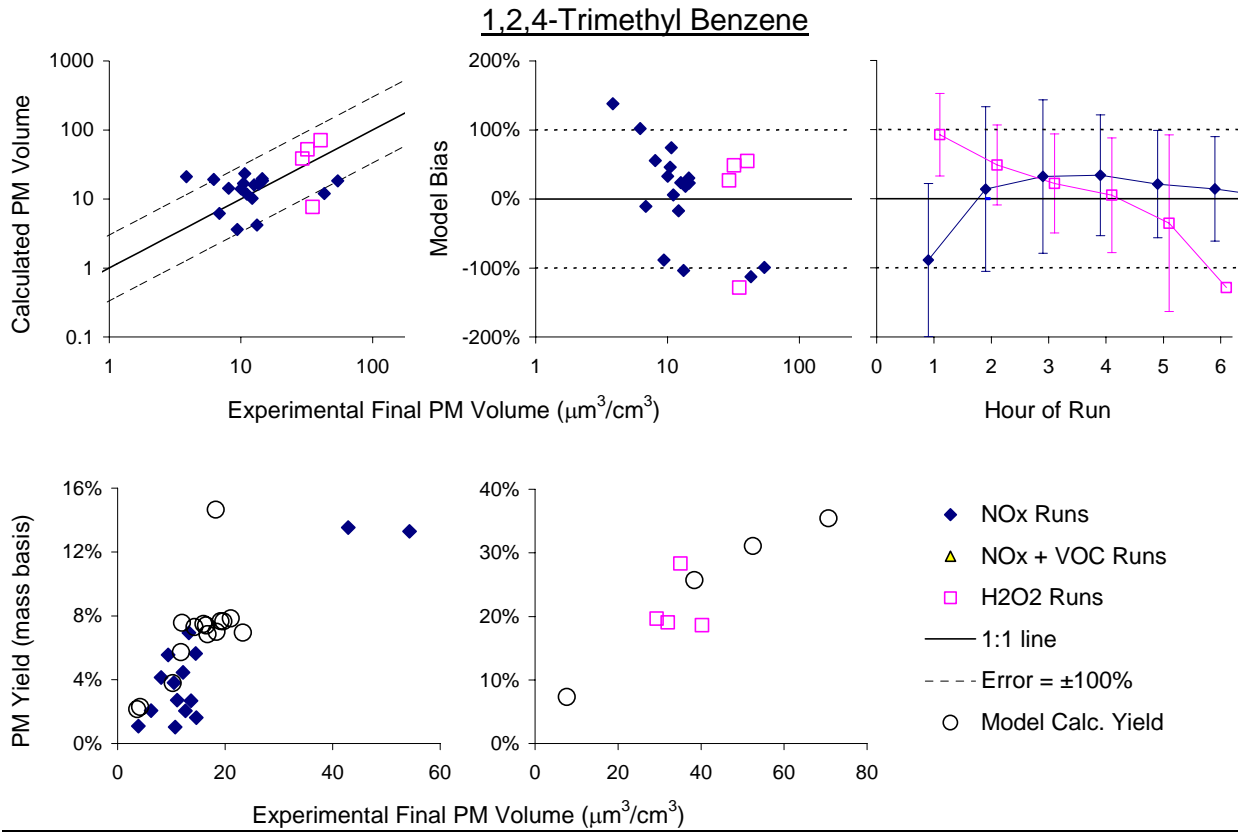 1,2,4-Trimethyl Benzene
Calculated PM Volume
1000
100
10
1
0.1
1 10 100
Model Bias
200%
100%
0%
-100%
-200%
1 10 100
0 1 2 3 4 5 6
Experimental Final PM Volume (μm³/cm³)
Hour of Run
PM Yield (mass basis)
16%
12%
8%
4%
0%
0 20 40 60
40%
30%
20%
10%
0%
0 20 40 60 80
Experimental Final PM Volume (μm³/cm³)
NOx Runs
NOx + VOC Runs
H2O2 Runs
1:1 line
Error = ±100%
Model Calc. Yield